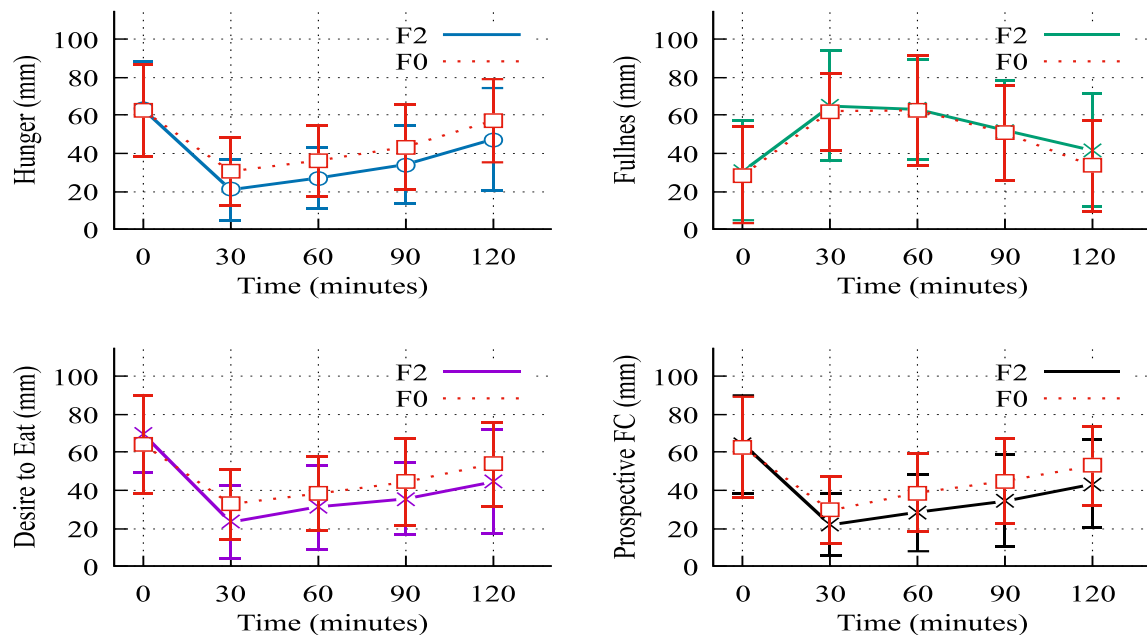 Hunger (mm)
100
80
60
40
20
0
F2
F0
0 30 60 90 120
Time (minutes)
Fullnes (mm)
100
80
60
40
20
0
F2
F0
0 30 60 90 120
Time (minutes)
Desire to Eat (mm)
100
80
60
40
20
0
F2
F0
0 30 60 90 120
Time (minutes)
Prospective FC (mm)
100
80
60
40
20
0
F2
F0
0 30 60 90 120
Time (minutes)